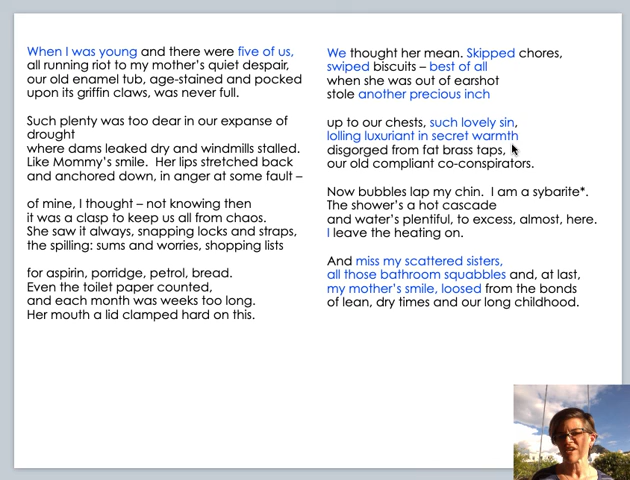 When I was young and there were five of us,
all running riot to my mother's quiet despair,
our old enamel tub, age-stained and pocked
upon its griffin claws, was never full.
Such plenty was too dear in our expanse of
drought
where dams leaked dry and windmills stalled.
Like Mommy's smile.  Her lips stretched back
and anchored down, in anger at some fault –
of mine, I thought – not knowing then
it was a clasp to keep us all from chaos.
She saw it always, snapping locks and straps,
the spilling: sums and worries, shopping lists
for aspirin, porridge, petrol, bread.
Even the toilet paper counted,
and each month was weeks too long.
Her mouth a lid clamped hard on this.
We thought her mean. Skipped chores,
swiped biscuits – best of all
when she was out of earshot
stole another precious inch
up to our chests, such lovely sin,
lolling luxuriant in secret warmth
disgorged from fat brass taps,
our old compliant co-conspirators.
Now bubbles lap my chin.  I am a sybarite*.
The shower's a hot cascade
and water's plentiful, to excess, almost, here.
I leave the heating on.
And miss my scattered sisters,
all those bathroom squabbles and, at last,
my mother's smile, loosed from the bonds
of lean, dry times and our long childhood.